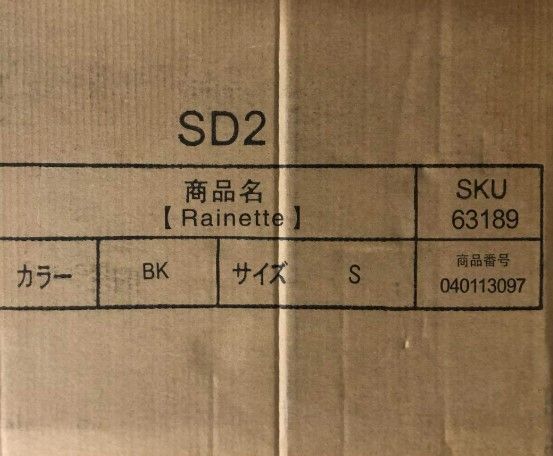 SD2
商品名
【 Rainette 】
SKU
63189
カラー
BK
サイズ
S
商品番号
040113097